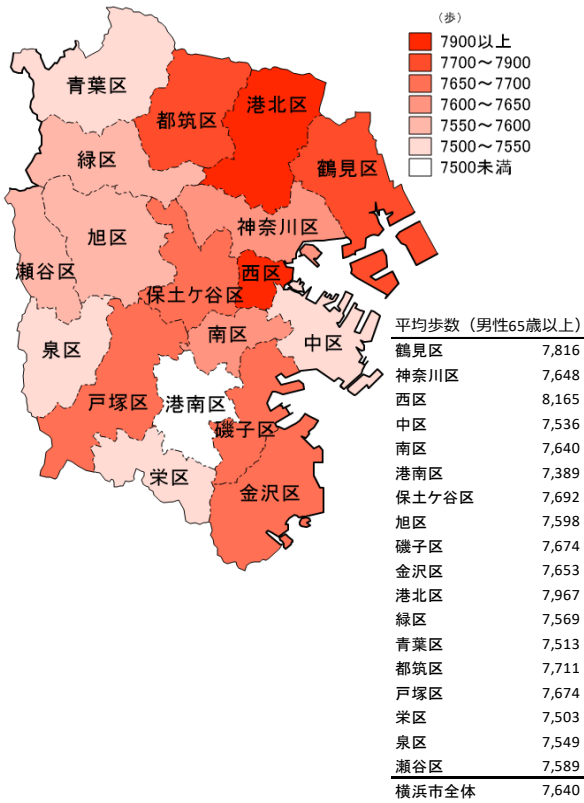 （歩）
7900以上
7700～7900
7650～7700
7600～7650
7550～7600
7500～7550
7500未満
青葉区
都筑区
港北区
緑区
鶴見区
神奈川区
旭区
瀬谷区
西区
保土ケ谷区
南区
中区
泉区
戸塚区
港南区
磯子区
栄区
金沢区
平均歩数（男性65歳以上）
鶴見区 7,816
神奈川区 7,648
西区 8,165
中区 7,536
南区 7,640
港南区 7,389
保土ケ谷区 7,692
旭区 7,598
磯子区 7,674
金沢区 7,653
港北区 7,967
緑区 7,569
青葉区 7,513
都筑区 7,711
戸塚区 7,674
栄区 7,503
泉区 7,549
瀬谷区 7,589
横浜市全体 7,640